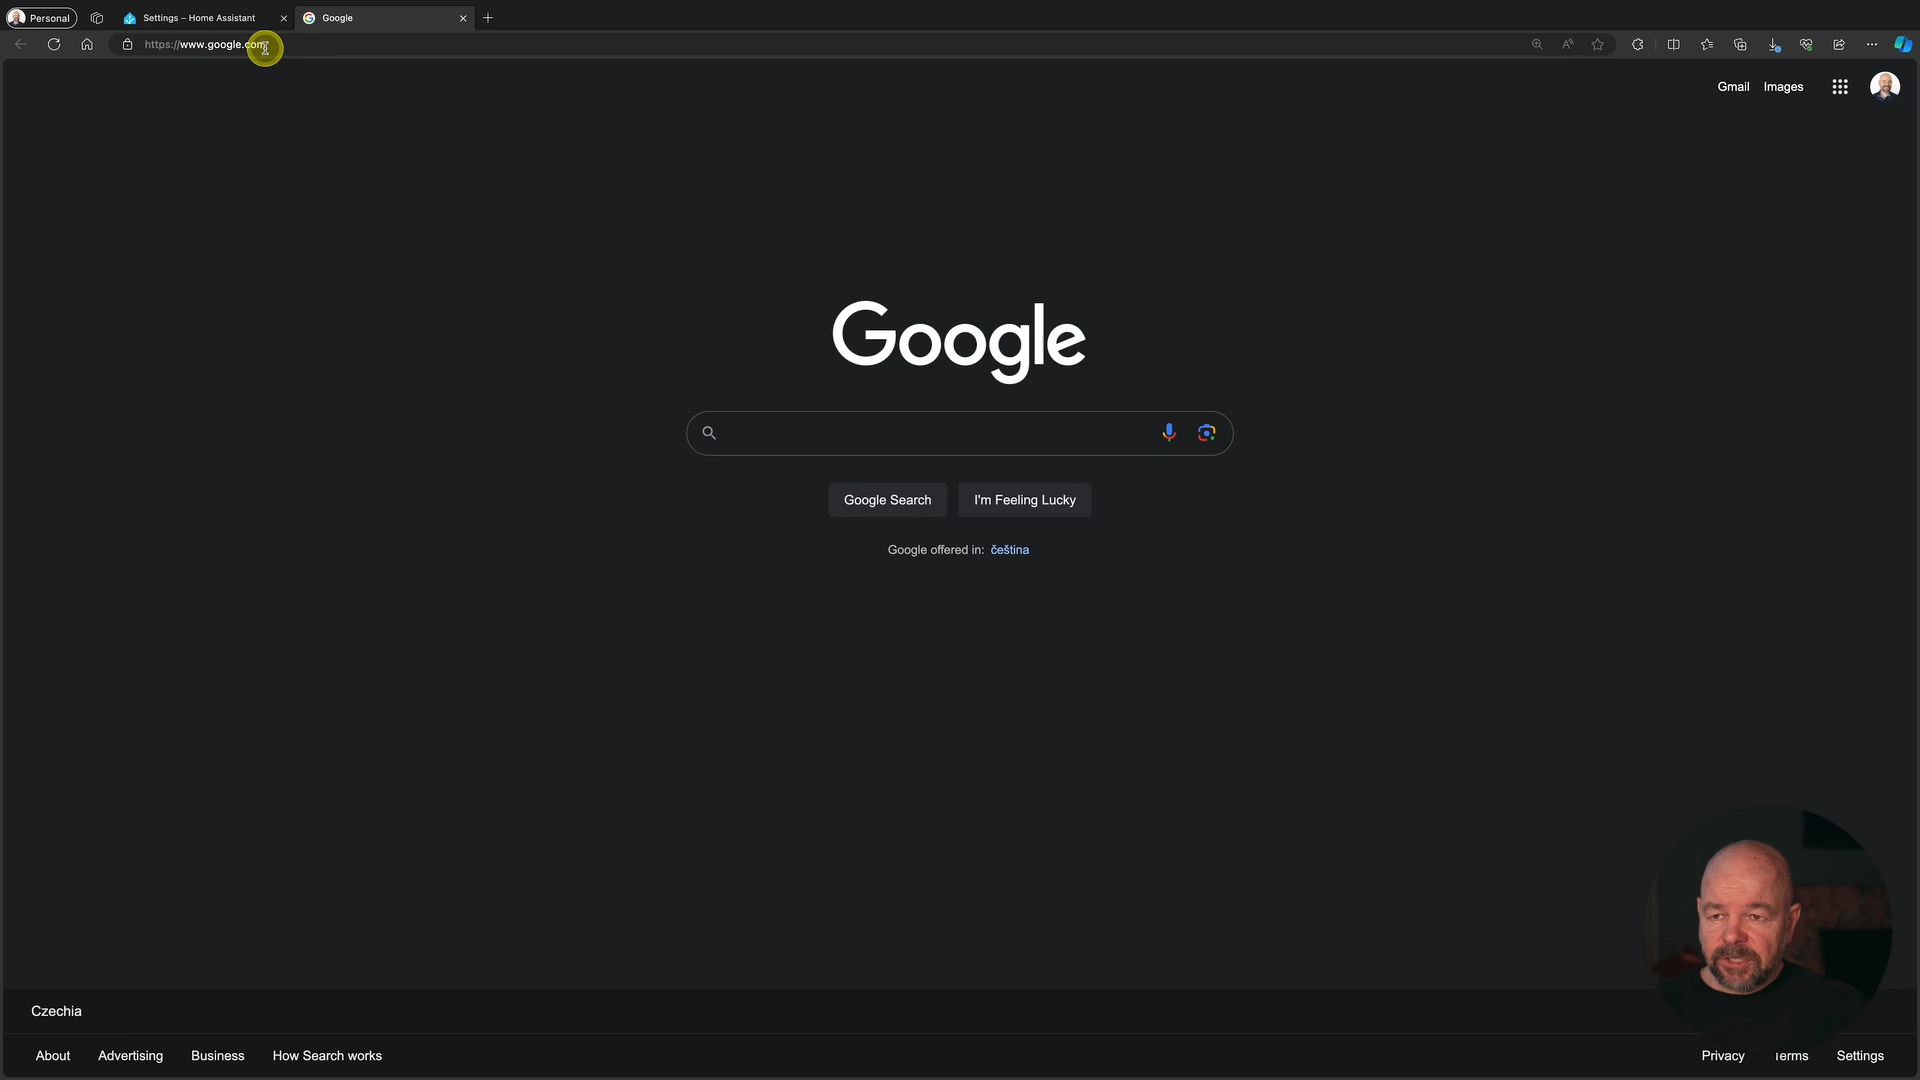 Personal
Settings – Home Assistant
Google
https://www.google.com
Gmail
Images
Google
Google Search
I'm Feeling Lucky
Google offered in: čeština
Czechia
About
Advertising
Business
How Search works
Privacy
Terms
Settings